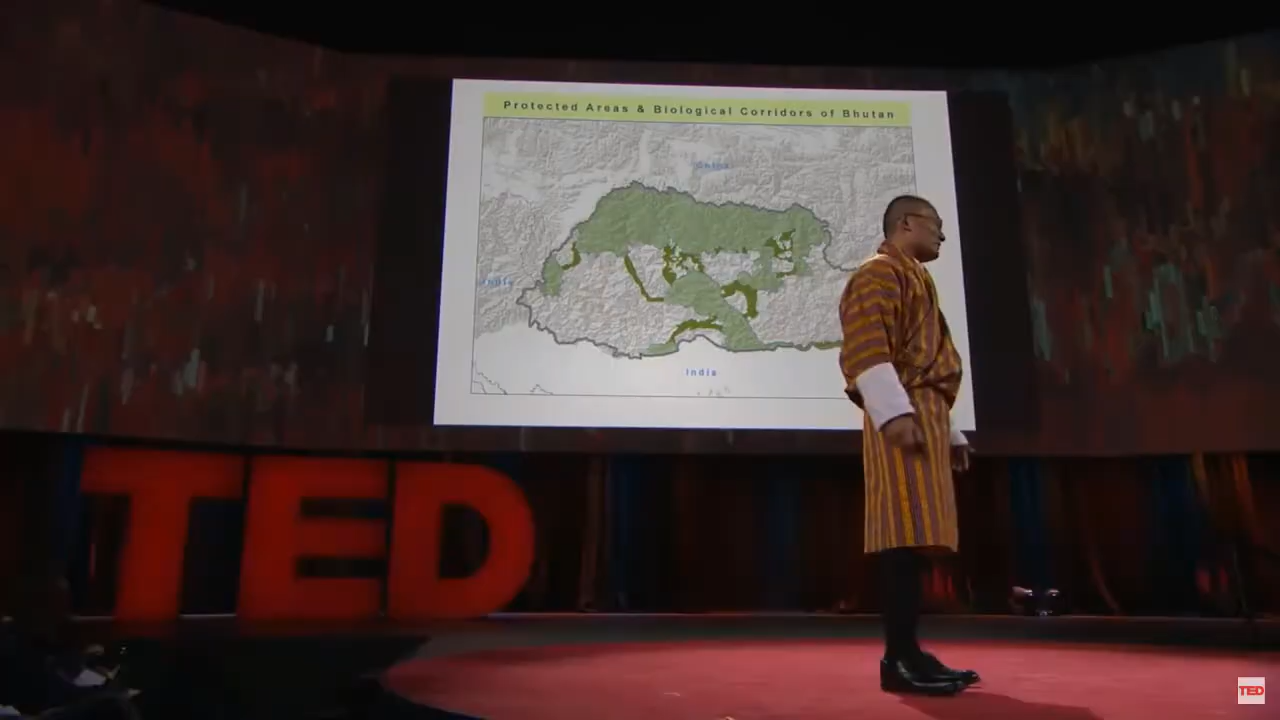 Protected Areas & Biological Corridors of Bhutan
China
India
India
TED
TED